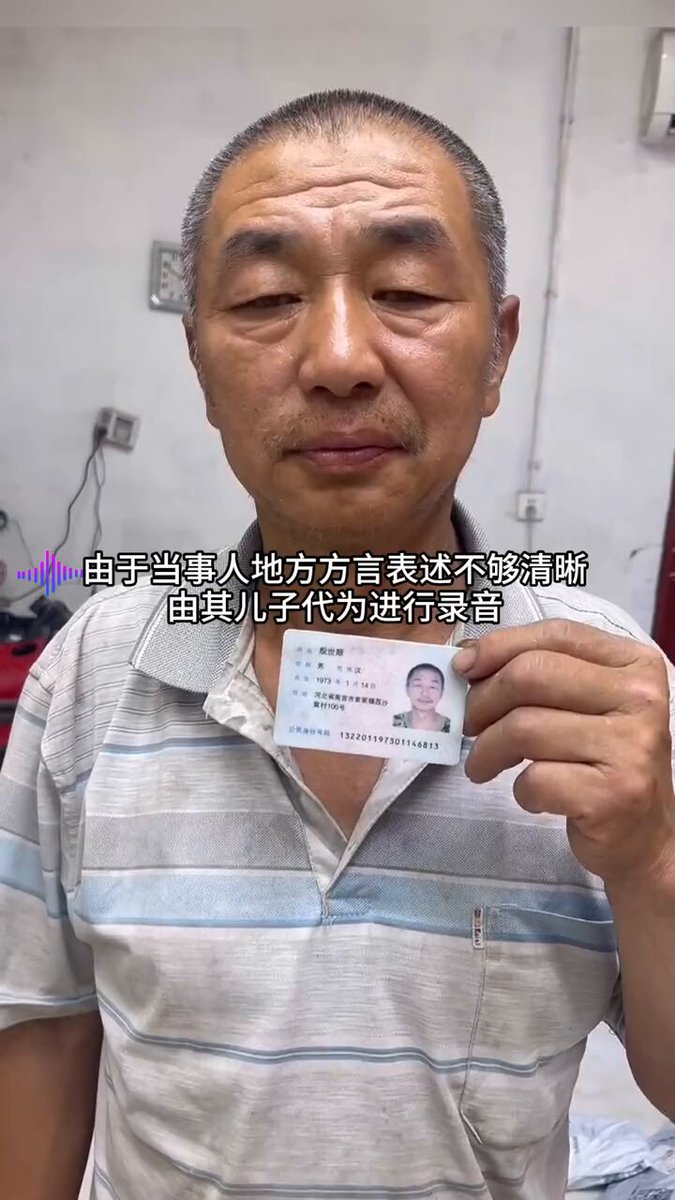 由于当事人地方方言表述不够清晰
由其儿子代为进行录音
姓名 殷世顺
性别 男 民族 汉
出生 1973 年 1 月 14 日
住址 河北省南宫市紫冢镇西沙
窝村106号
公民身份号码 132201197301146813